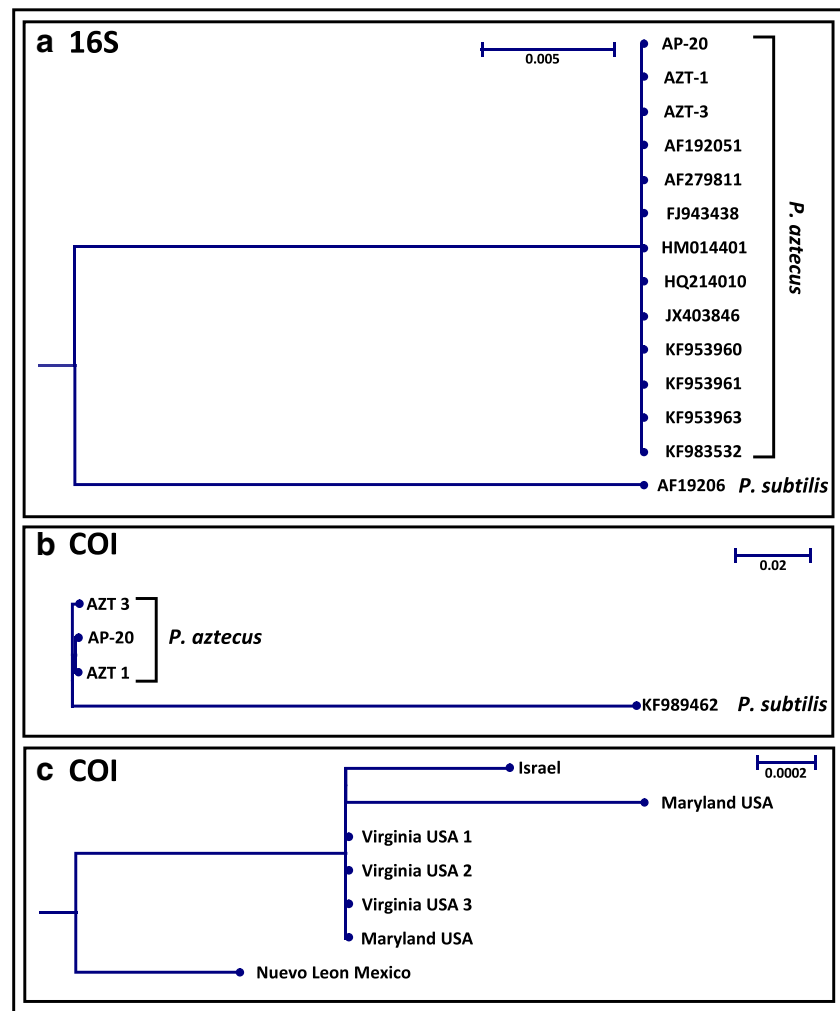 a 16S
0.005
AP-20
AZT-1
AZT-3
AF192051
AF279811
FJ943438
HM014401
HQ214010
JX403846
KF953960
KF953961
KF953963
KF983532
P. aztecus
AF19206 P. subtilis
b COI
0.02
AZT 3
AP-20
AZT 1
P. aztecus
KF989462 P. subtilis
c COI
0.0002
Israel
Maryland USA
Virginia USA 1
Virginia USA 2
Virginia USA 3
Maryland USA
Nuevo Leon Mexico